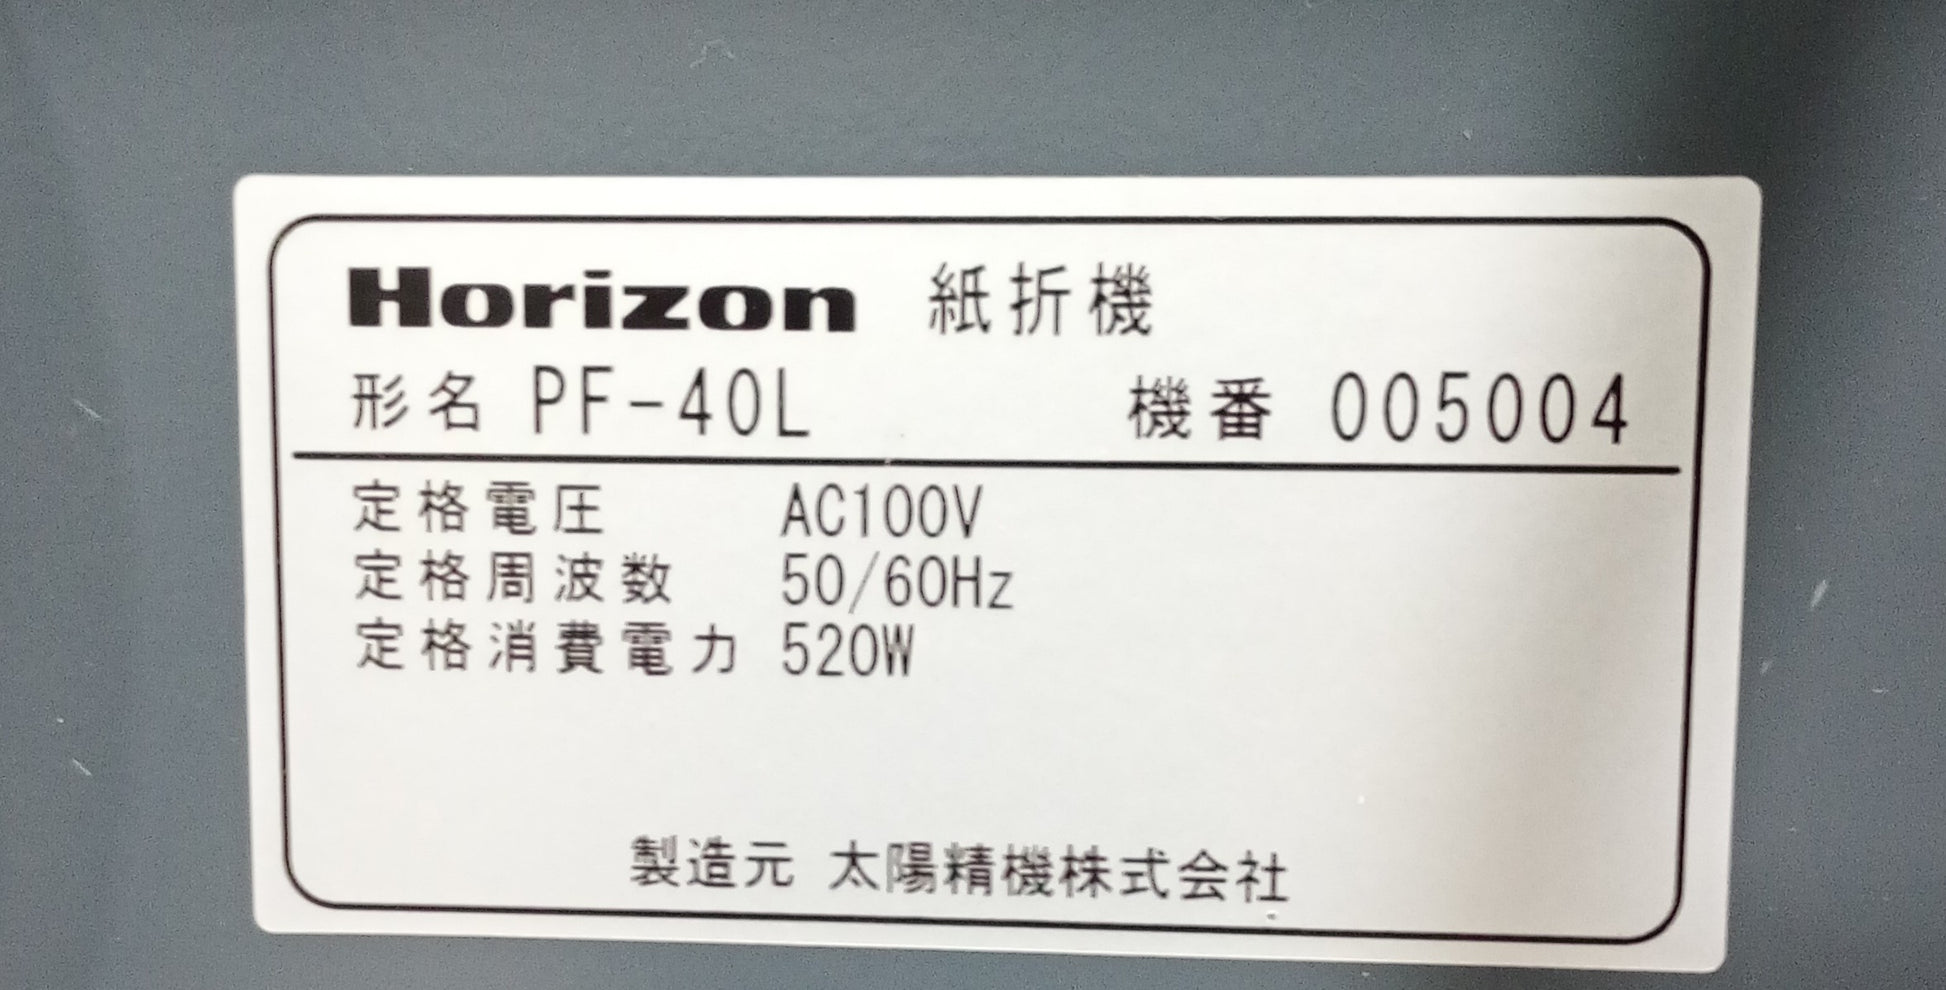 Horizon 紙折機
形名 PF-40L 機番 005004
定格電圧 AC100V
定格周波数 50/60Hz
定格消費電力 520W
製造元 太陽精機株式会社